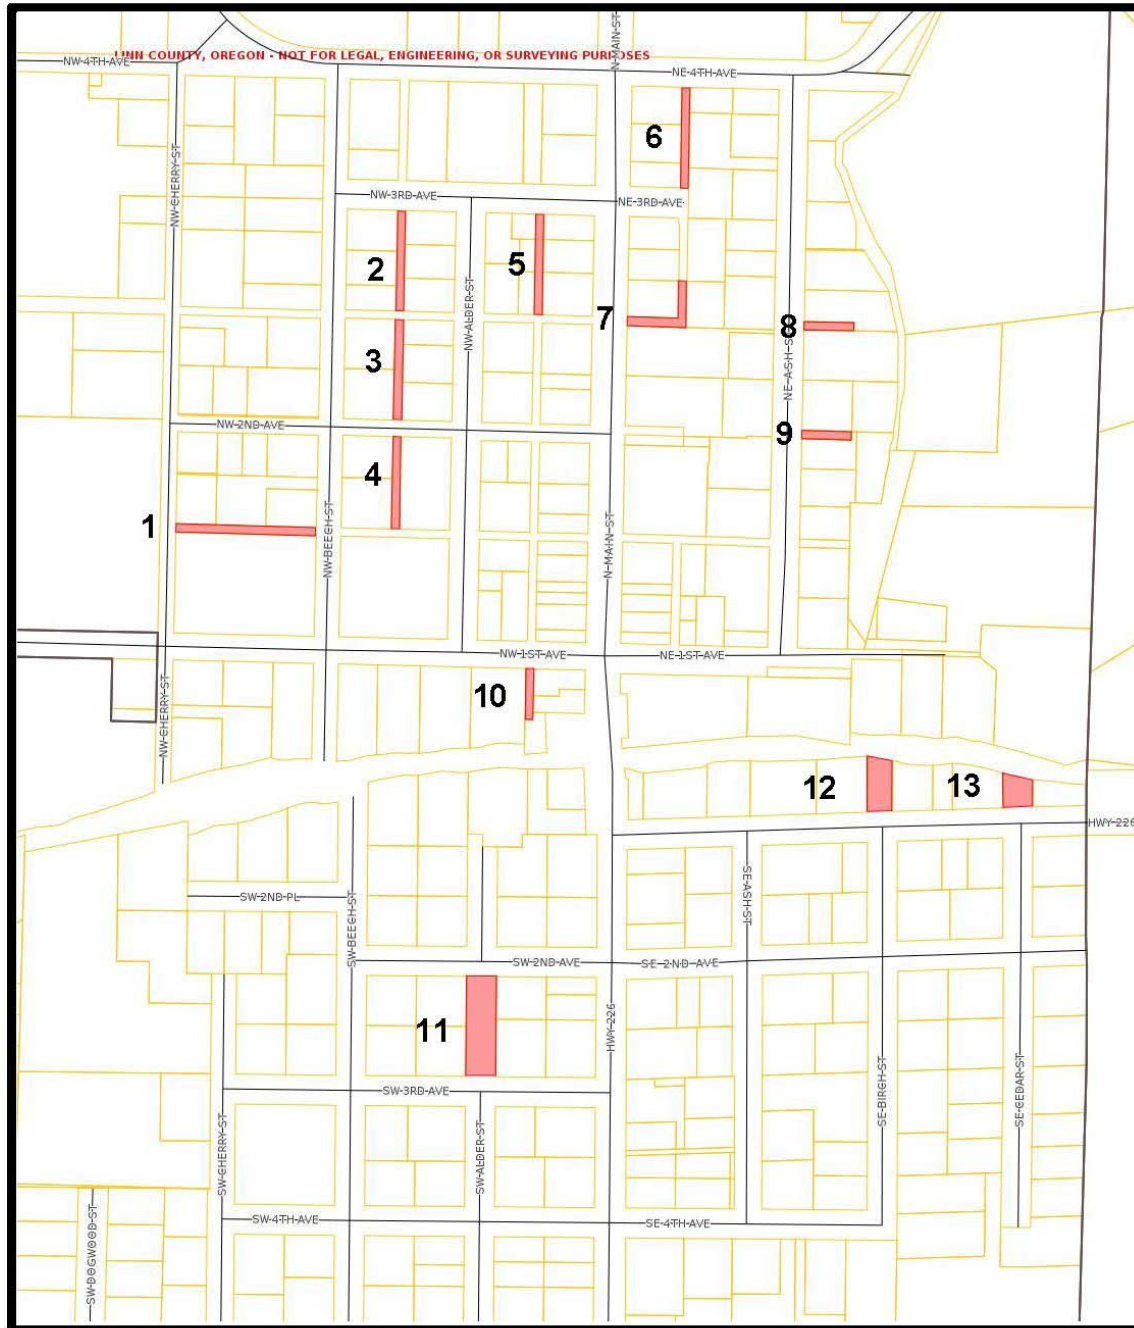 N MAIN ST
LINN COUNTY, OREGON - NOT FOR LEGAL, ENGINEERING, OR SURVEYING PURPOSES
NW 4TH AVE
NE 4TH AVE
6
NW CHERRY ST
NW 3RD AVE
NE 3RD AVE
2
5
NW ALDER ST
7
8
3
NE ASH ST
NW 2ND AVE
9
4
1
NW BEECH ST
N MAIN ST
NW 1ST AVE
NE 1ST AVE
10
NW CHERRY ST
12
13
HWY 226
SW 2ND PL
SE ASH ST
SW BEECH ST
SW 2ND AVE
SE 2ND AVE
11
HWY 226
SW 3RD AVE
SE BIRCH ST
SE CEDAR ST
SW CHERRY ST
SW ALDER ST
SW 4TH AVE
SE 4TH AVE
SW DOGWOOD ST